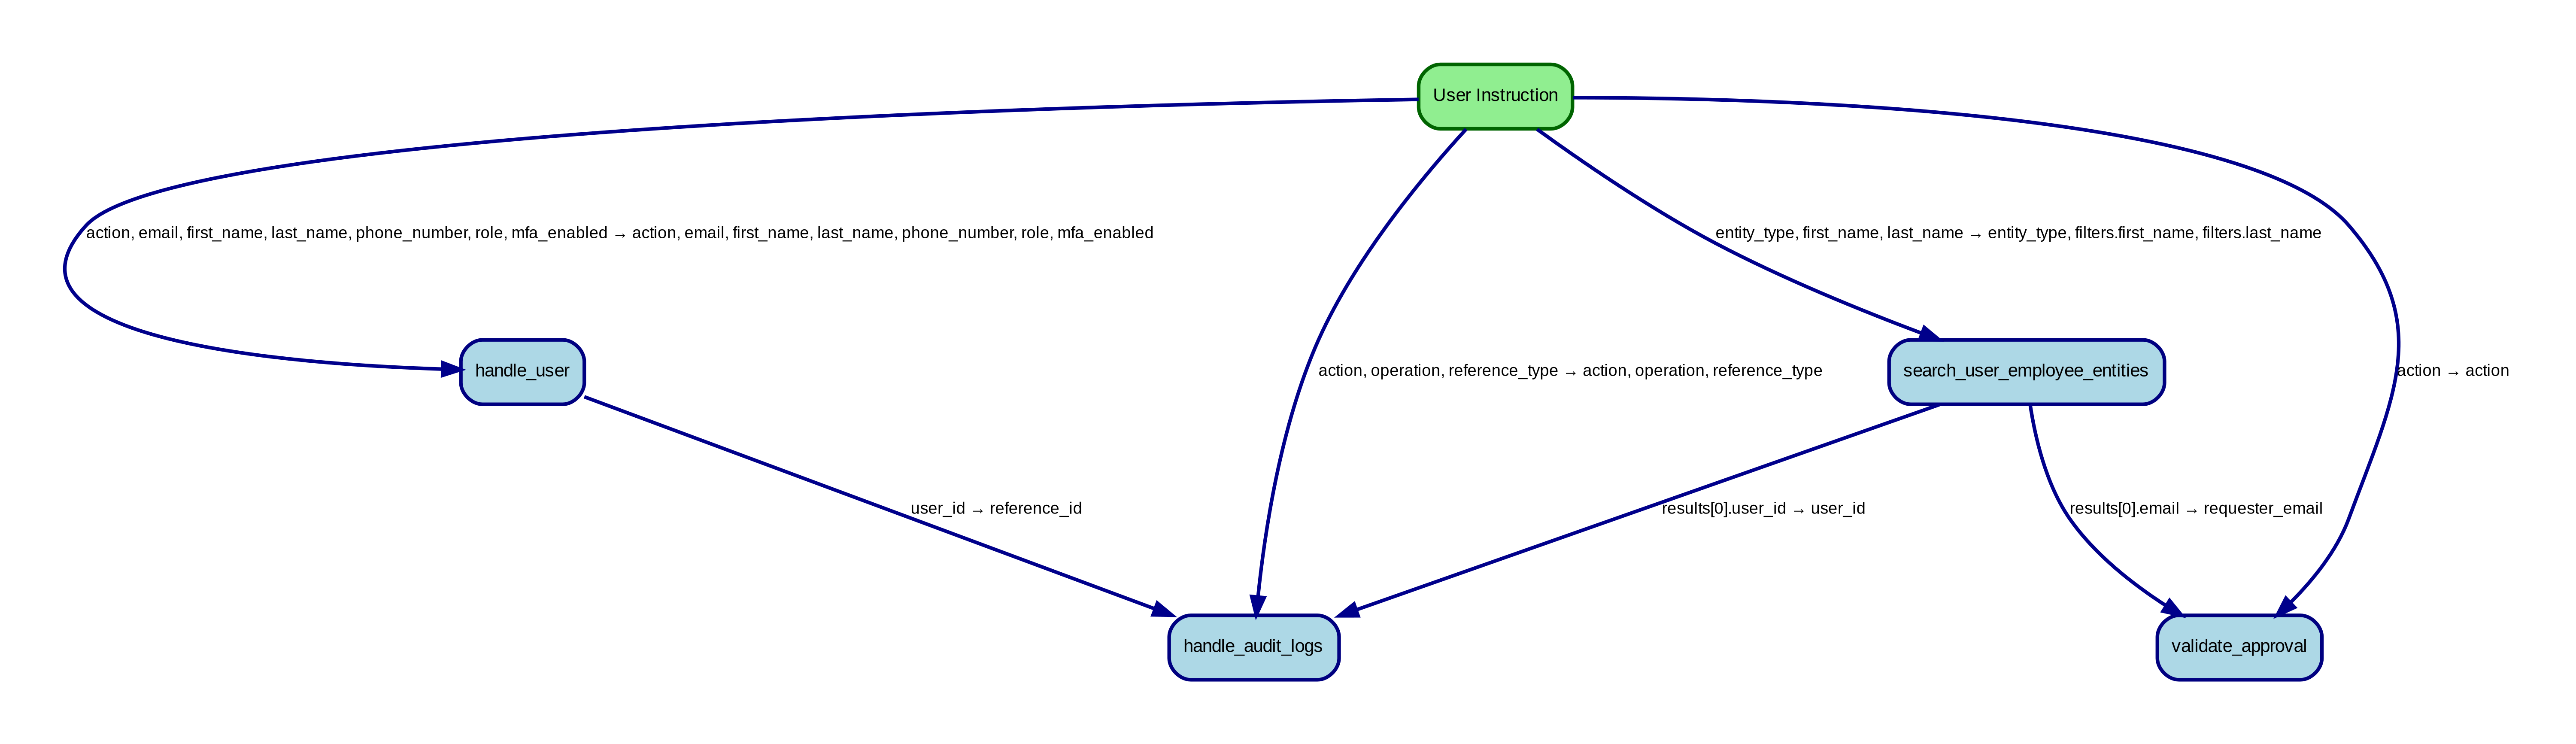 User Instruction
action, email, first_name, last_name, phone_number, role, mfa_enabled → action, email, first_name, last_name, phone_number, role, mfa_enabled
entity_type, first_name, last_name → entity_type, filters.first_name, filters.last_name
handle_user
action, operation, reference_type → action, operation, reference_type
search_user_employee_entities
action → action
user_id → reference_id
results[0].user_id → user_id
results[0].email → requester_email
handle_audit_logs
validate_approval